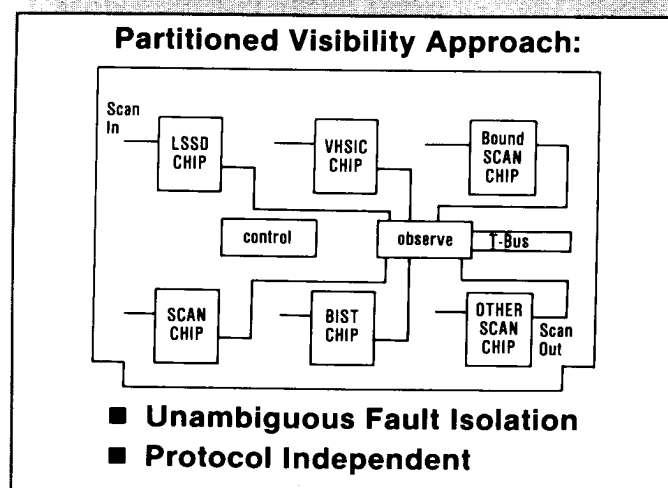 Partitioned Visibility Approach:
Scan
In
LSSD
CHIP
VHSIC
CHIP
Bound
SCAN
CHIP
control
observe
T-Bus
SCAN
CHIP
BIST
CHIP
OTHER
SCAN
CHIP
Scan
Out
■ Unambiguous Fault Isolation
■ Protocol Independent